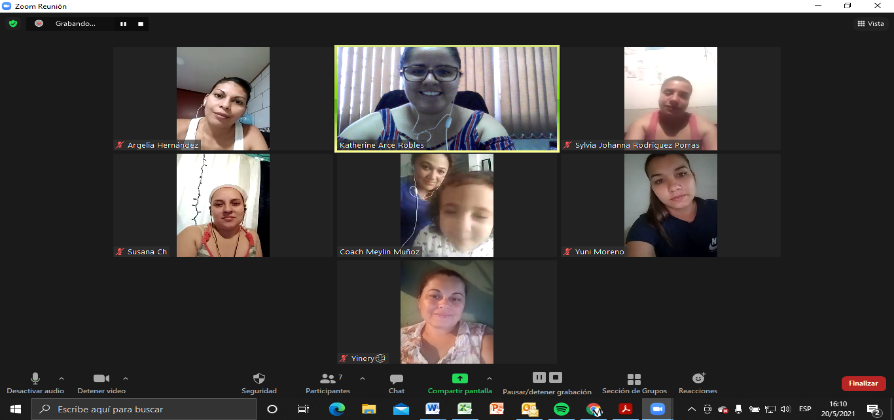 Zoom Reunión
Grabando...
Vista
Argelia Hernández
Katherine Arce Robles
Sylvia Johanna Rodríguez Porras
Susana Ch
Coach Meylin Muñoz
Yuni Moreno
Yinery
Desactivar audio
Detener video
Seguridad
7
Participantes
Chat
Comparte pantalla
Pausar/detener grabación
Sección de Grupos
Reacciones
Finalizar
Escribe aquí para buscar
ESP
16:10
20/5/2021